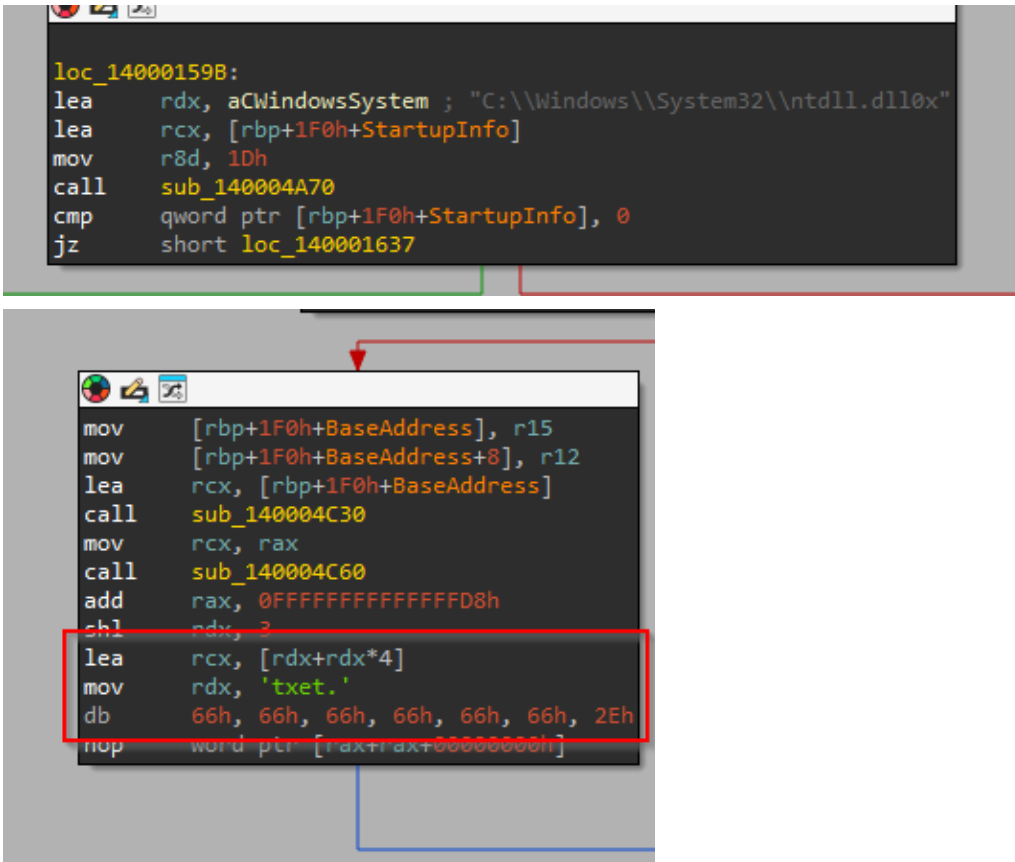 loc_14000159B:
lea rdx, aCWindowsSystem ; "C:\\Windows\\System32\\ntdll.dll0x"
lea rcx, [rbp+1F0h+StartupInfo]
mov r8d, 1Dh
call sub_140004A70
cmp qword ptr [rbp+1F0h+StartupInfo], 0
jz short loc_140001637
mov [rbp+1F0h+BaseAddress], r15
mov [rbp+1F0h+BaseAddress+8], r12
lea rcx, [rbp+1F0h+BaseAddress]
call sub_140004C30
mov rcx, rax
call sub_140004C60
add rax, 0FFFFFFFFFFFFFFD8h
shl rdx, 3
lea rcx, [rdx+rdx*4]
mov rdx, 'txet.'
db 66h, 66h, 66h, 66h, 66h, 66h, 2Eh
nop word ptr [rax+rax+00000000h]